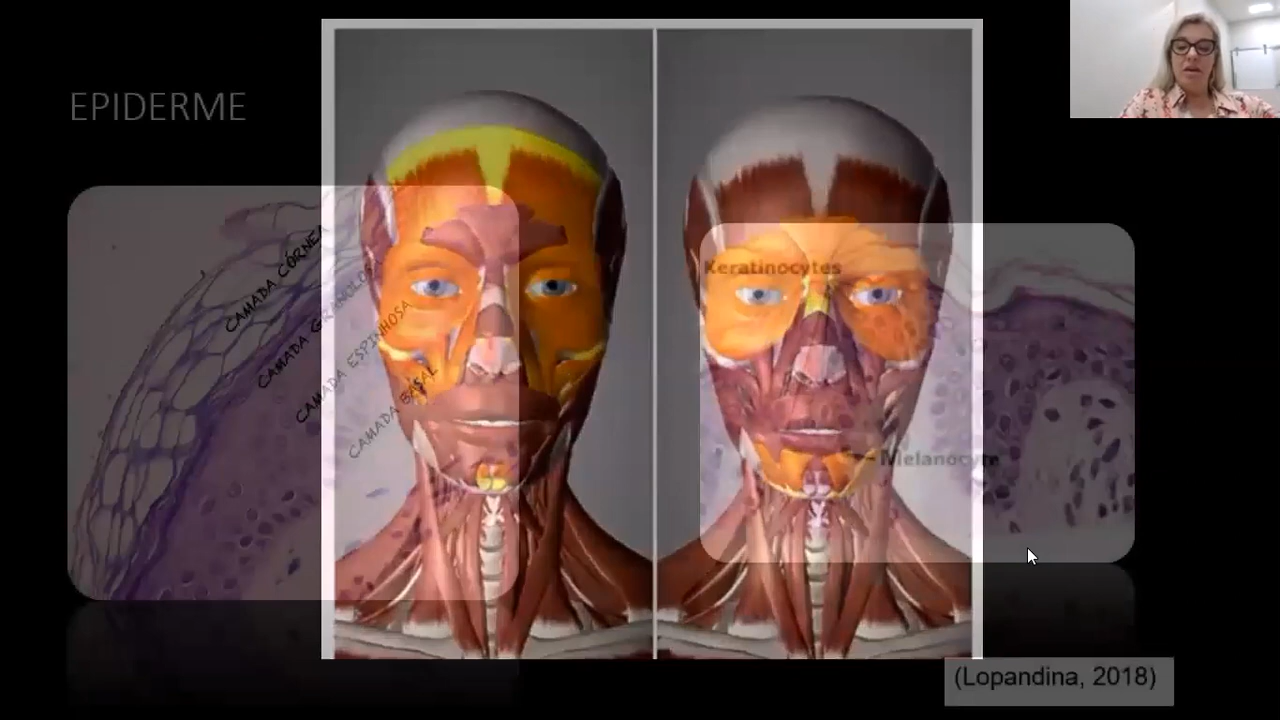 EPIDERME
CAMADA CÓRNEA
CAMADA GRANULOSA
CAMADA ESPINHOSA
CAMADA BASAL
Keratinocytes
Melanocyte
(Lopandina, 2018)